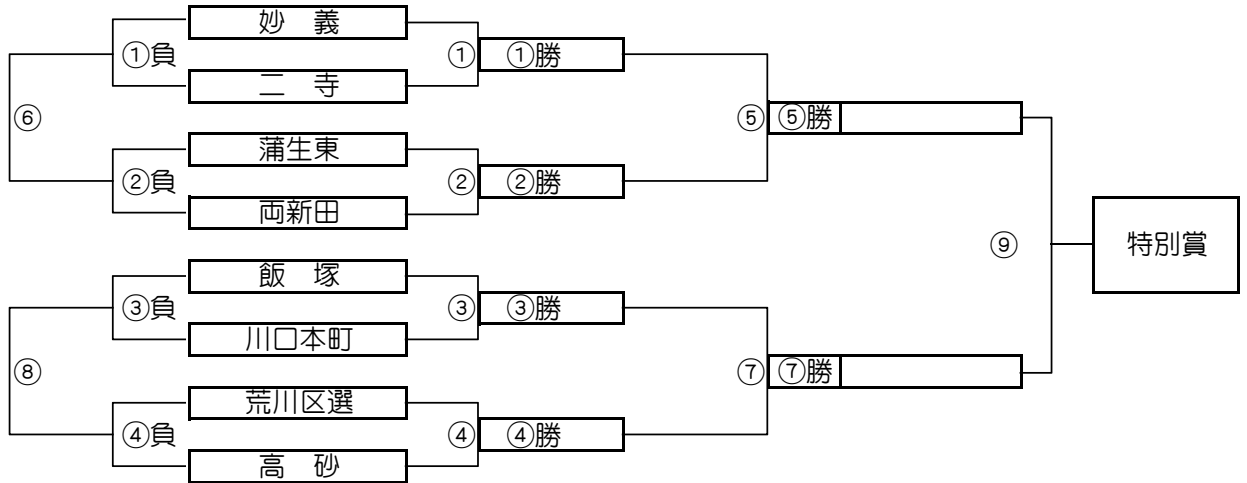 妙　義
①負
①
①勝
二　寺
⑥
⑤
⑤勝
蒲生東
②負
②
②勝
両新田
特別賞
⑨
飯　塚
③負
③
③勝
川口本町
⑧
⑦
⑦勝
荒川区選
④負
④
④勝
高　砂